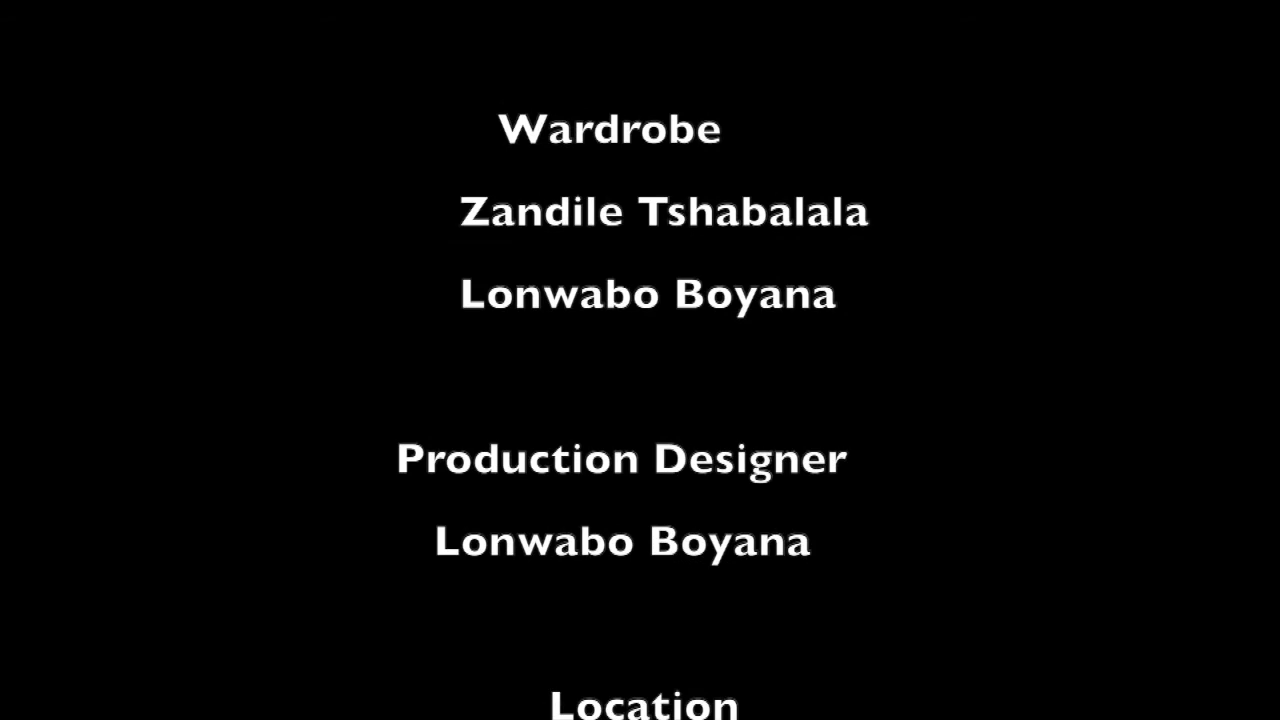 Wardrobe
Zandile Tshabalala
Lonwabo Boyana
Production Designer
Lonwabo Boyana
Location